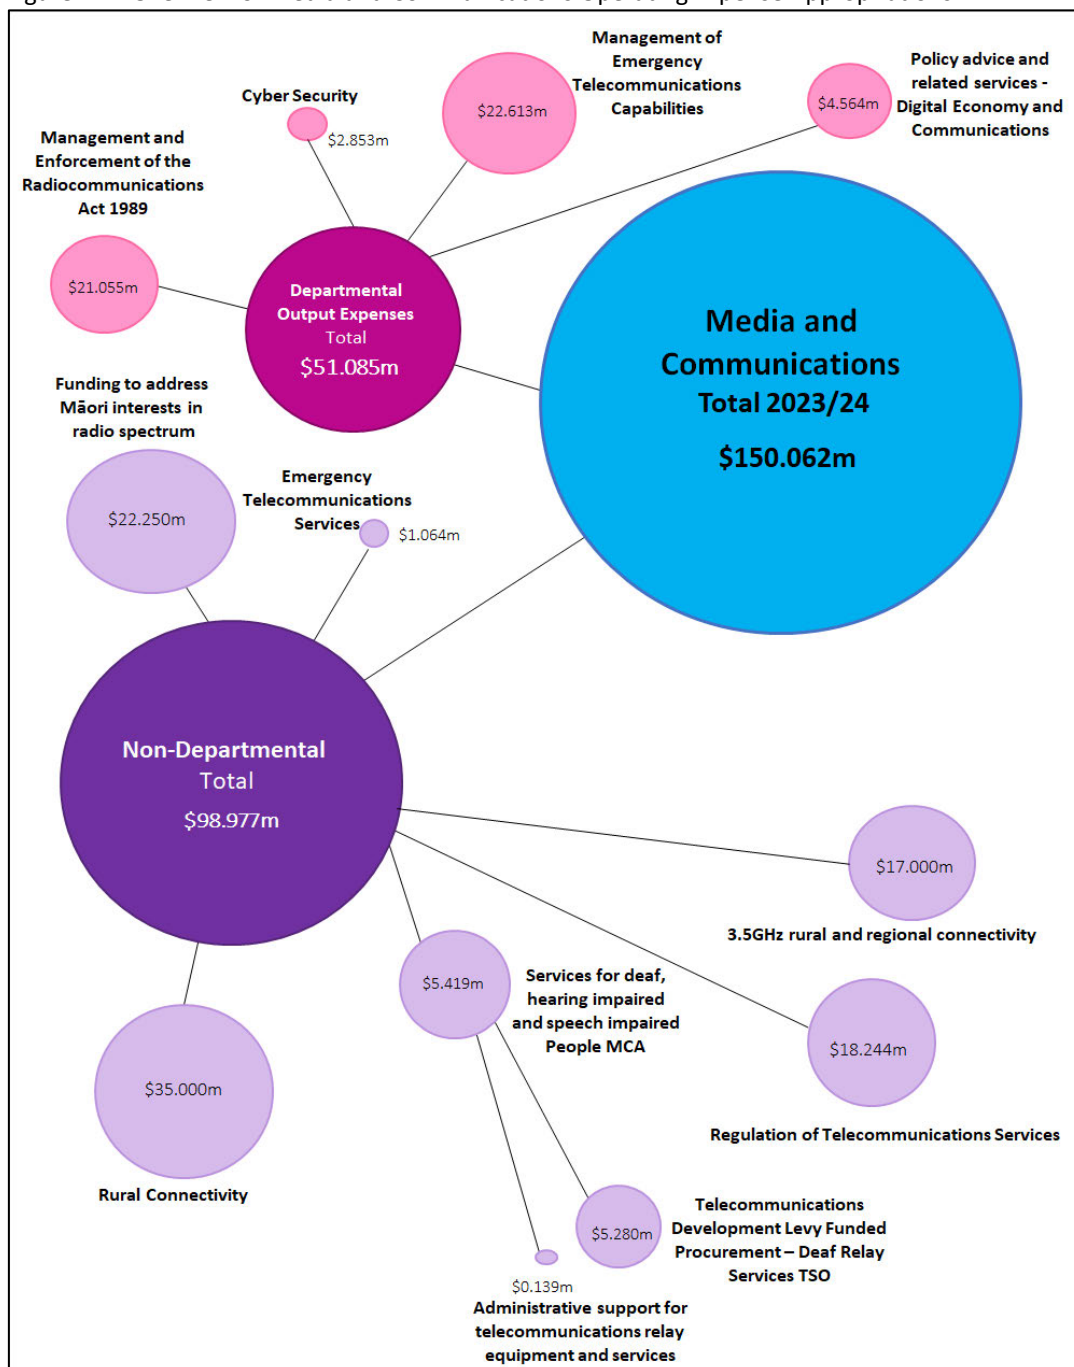 Management of
Emergency
Telecommunications
Capabilities
$22.613m
Policy advice and
related services -
Digital Economy and
Communications
$4.564m
Cyber Security
$2.853m
Management and
Enforcement of the
Radiocommunications
Act 1989
$21.055m
Departmental
Output Expenses
Total
$51.085m
Media and
Communications
Total 2023/24
$150.062m
Funding to address
Māori interests in
radio spectrum
$22.250m
Emergency
Telecommunications
Services
$1.064m
Non-Departmental
Total
$98.977m
$17.000m
3.5GHz rural and regional connectivity
$5.419m
Services for deaf,
hearing impaired
and speech impaired
People MCA
$18.244m
Regulation of Telecommunications Services
$35.000m
Rural Connectivity
$5.280m
Telecommunications
Development Levy Funded
Procurement – Deaf Relay
Services TSO
$0.139m
Administrative support for
telecommunications relay
equipment and services